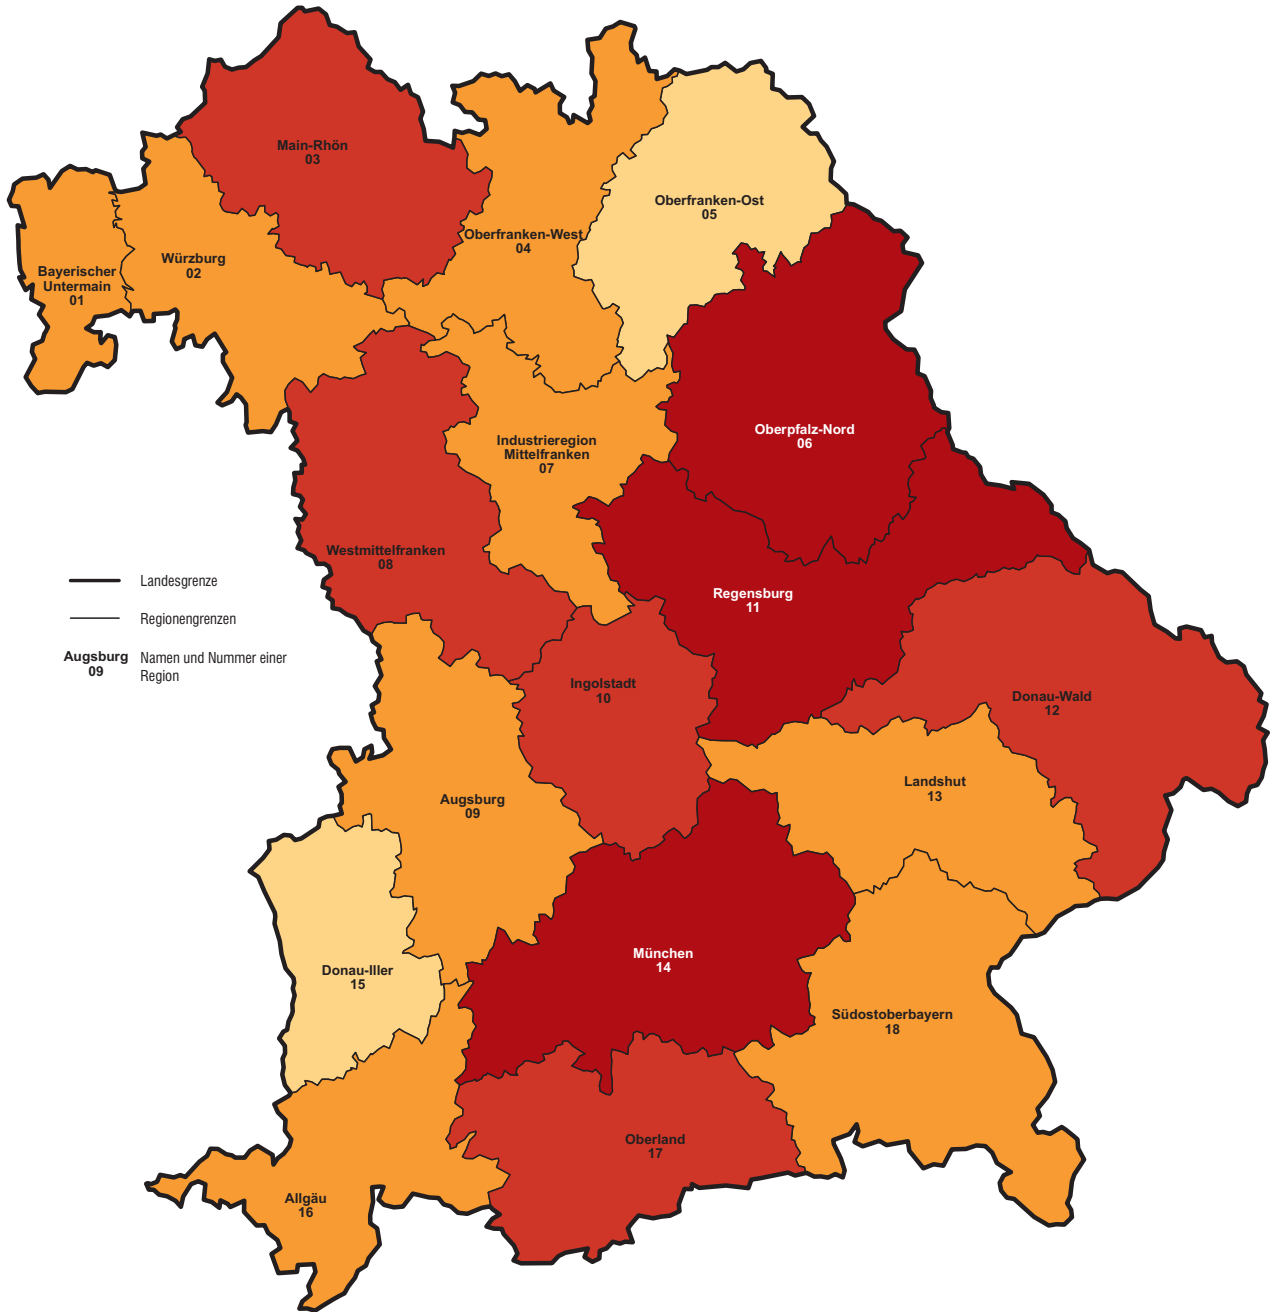 Main-Rhön
03
Oberfranken-Ost
05
Oberfranken-West
04
Würzburg
02
Bayerischer
Untermain
01
Oberpfalz-Nord
06
Industrieregion
Mittelfranken
07
Westmittelfranken
08
Landesgrenze
Regionengrenzen
Augsburg
09
Namen und Nummer einer
Region
Regensburg
11
Ingolstadt
10
Donau-Wald
12
Landshut
13
Augsburg
09
München
14
Donau-Iller
15
Südostoberbayern
18
Oberland
17
Allgäu
16